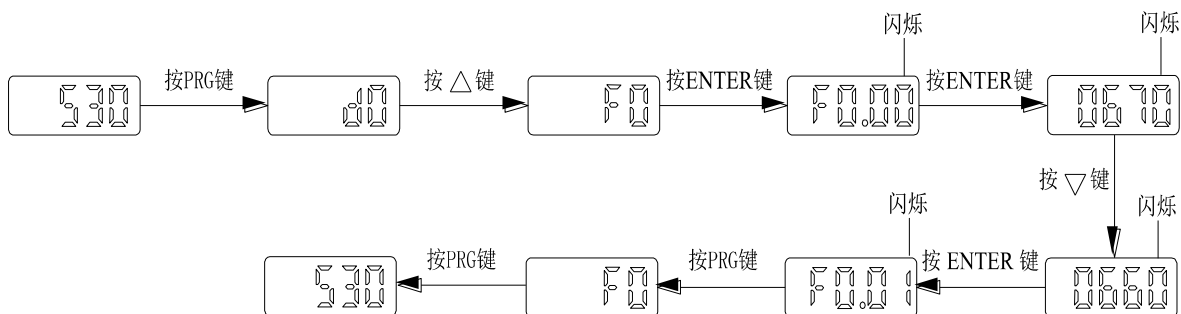 闪烁
闪烁
按PRG键
按 △ 键
按ENTER键
按ENTER键
530
d0
F0
F0.00
0670
按 ▽ 键
闪烁
闪烁
按PRG键
按PRG键
按 ENTER 键
530
F0
F0.01
0660